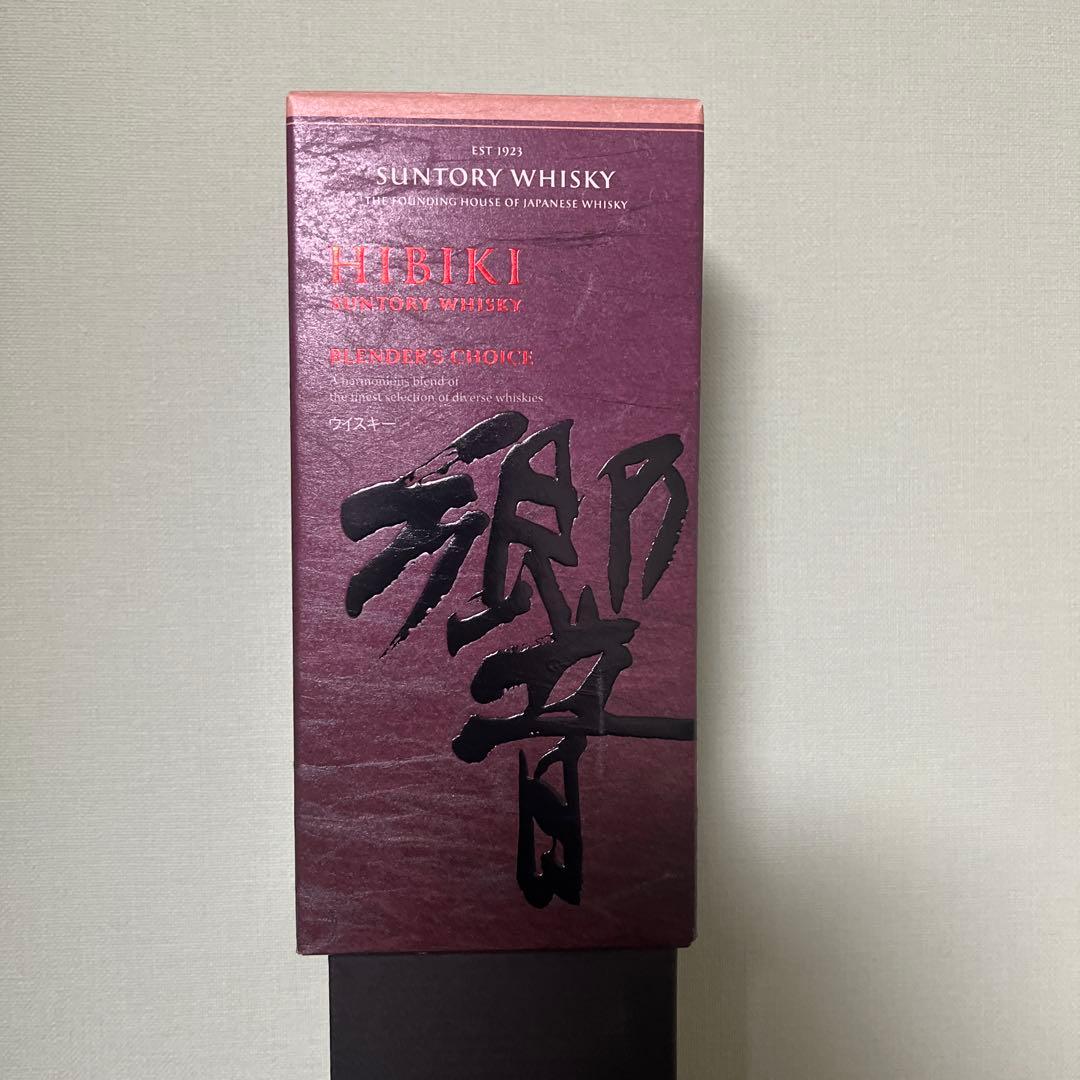 EST 1923
SUNTORY WHISKY
THE FOUNDING HOUSE OF JAPANESE WHISKY
HIBIKI
SUNTORY WHISKY
BLENDER'S CHOICE
A harmonious blend of
the finest selection of diverse whiskies
ウイスキー
響